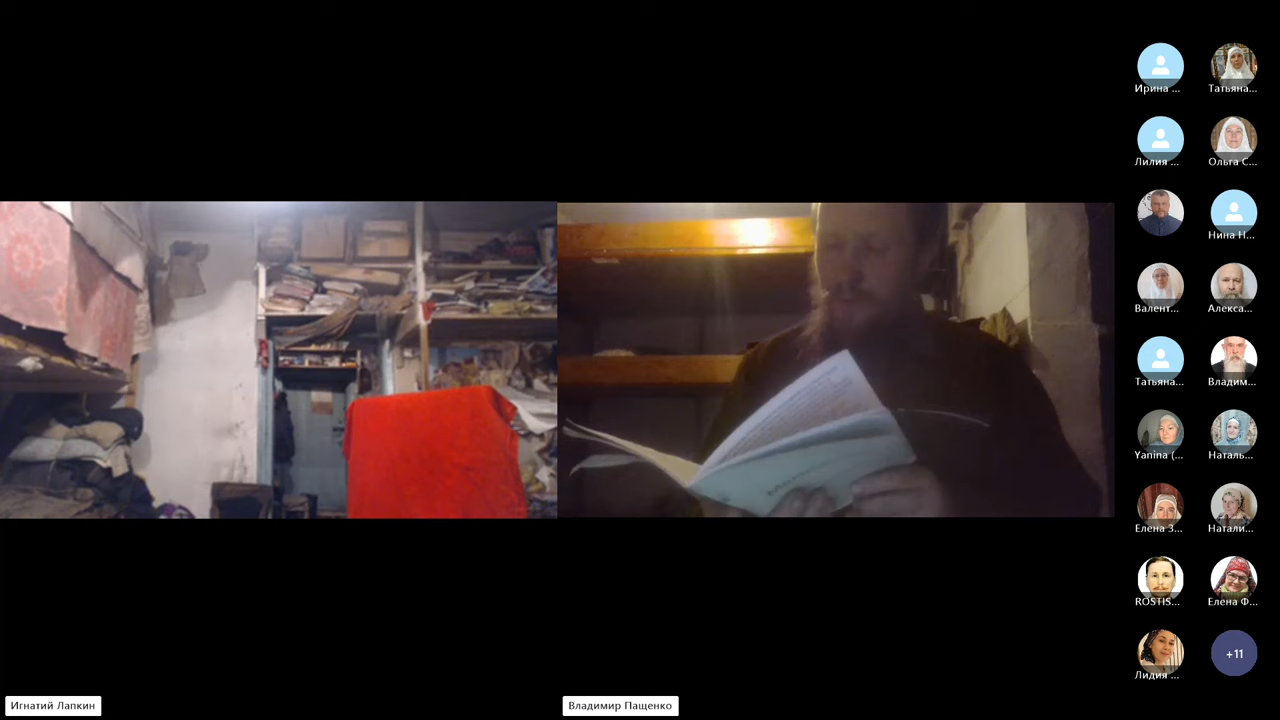 Ирина ...
Татьяна...
Лилия ...
Ольга С...
Нина Н...
Валент...
Алекса...
Татьяна...
Владим...
Yanina (...
Наталь...
Елена З...
Натали...
ROSTIS...
Елена Ф...
Лидия ...
+11
Игнатий Лапкин
Владимир Пащенко